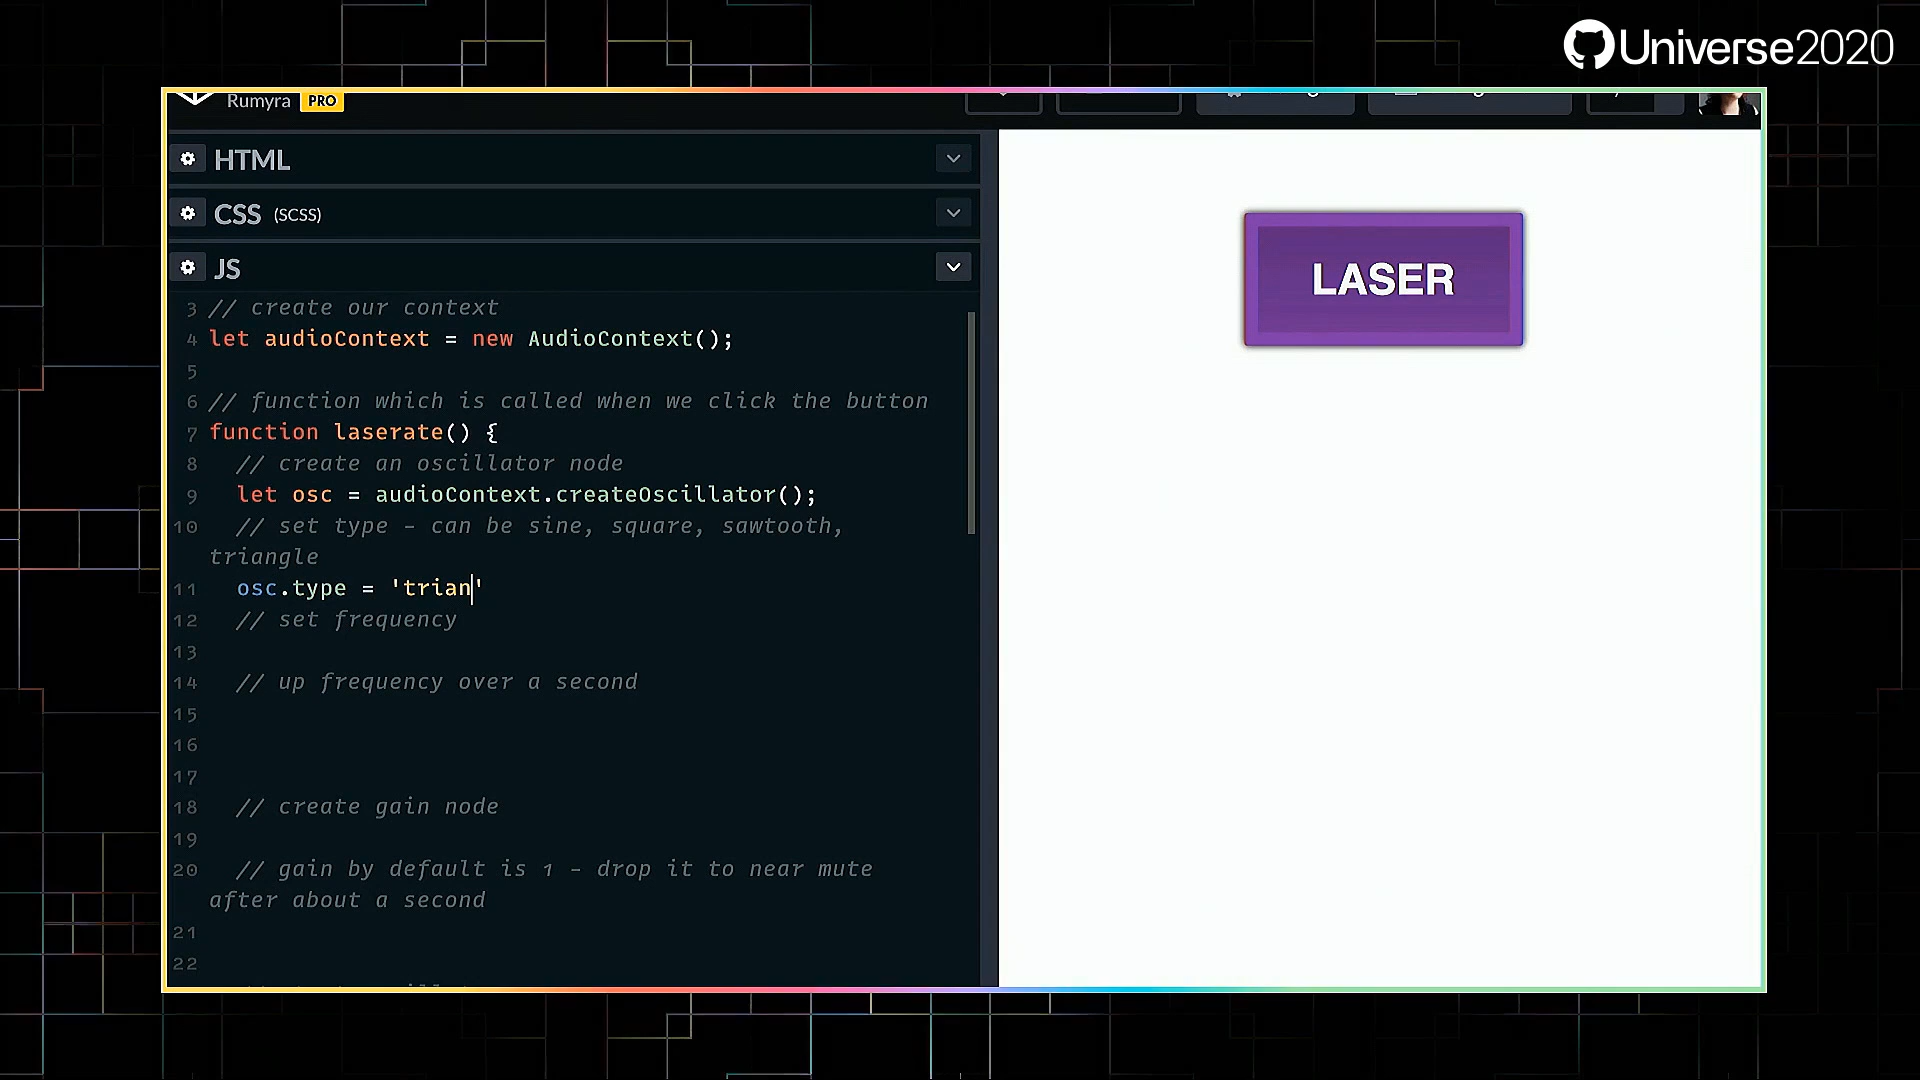 Universe2020
Rumyra PRO
HTML
CSS (SCSS)
JS
3 // create our context
4 let audioContext = new AudioContext();
5
6 // function which is called when we click the button
7 function laserate() {
8 // create an oscillator node
9 let osc = audioContext.createOscillator();
10 // set type - can be sine, square, sawtooth,
triangle
11 osc.type = 'trian'
12 // set frequency
13
14 // up frequency over a second
15
16
17
18 // create gain node
19
20 // gain by default is 1 - drop it to near mute
after about a second
21
22
LASER